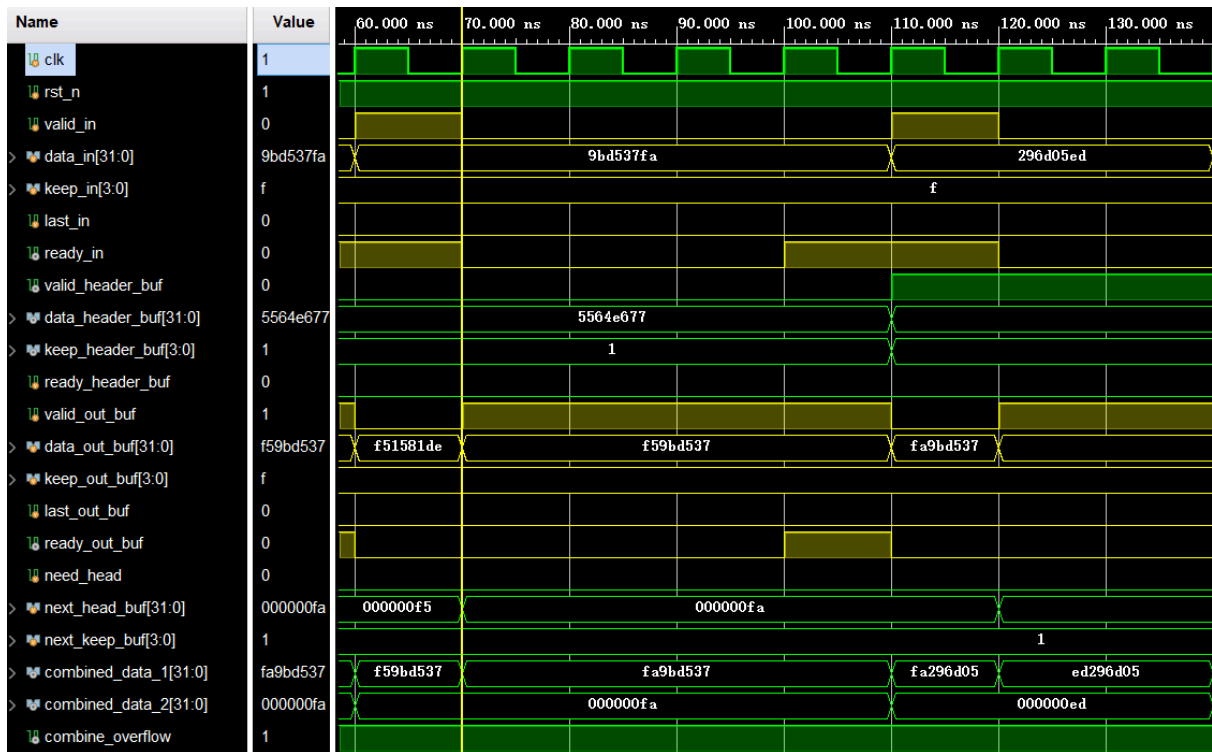 Name Value 60.000 ns 70.000 ns 80.000 ns 90.000 ns 100.000 ns 110.000 ns 120.000 ns 130.000 ns
clk 1
rst_n 1
valid_in 0
data_in[31:0] 9bd537fa 9bd537fa 296d05ed
keep_in[3:0] f f
last_in 0
ready_in 0
valid_header_buf 0
data_header_buf[31:0] 5564e677 5564e677
keep_header_buf[3:0] 1 1
ready_header_buf 0
valid_out_buf 1
data_out_buf[31:0] f59bd537 f51581de f59bd537 fa9bd537
keep_out_buf[3:0] f
last_out_buf 0
ready_out_buf 0
need_head 0
next_head_buf[31:0] 000000fa 000000f5 000000fa
next_keep_buf[3:0] 1 1
combined_data_1[31:0] fa9bd537 f59bd537 fa9bd537 fa296d05 ed296d05
combined_data_2[31:0] 000000fa 000000fa 000000ed
combine_overflow 1